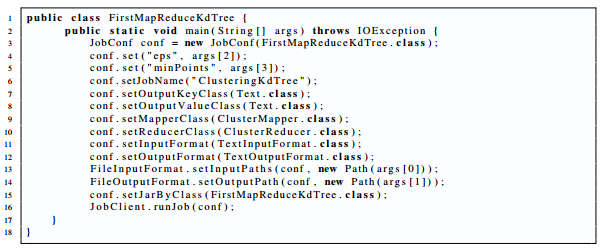 1 public class FirstMapReduceKdTree {
2 public static void main(String [] args) throws IOException {
3 JobConf conf = new JobConf(FirstMapReduceKdTree.class);
4 conf.set("eps", args[2]);
5 conf.set("minPoints", args[3]);
6 conf.setJobName("ClusteringKdTree");
7 conf.setOutputKeyClass(Text.class);
8 conf.setOutputValueClass(Text.class);
9 conf.setMapperClass(ClusterMapper.class);
10 conf.setReducerClass(ClusterReducer.class);
11 conf.setInputFormat(TextInputFormat.class);
12 conf.setOutputFormat(TextOutputFormat.class);
13 FileInputFormat.setInputPaths(conf, new Path(args[0]));
14 FileOutputFormat.setOutputPath(conf, new Path(args[1]));
15 conf.setJarByClass(FirstMapReduceKdTree.class);
16 JobClient.runJob(conf);
17 }
18 }